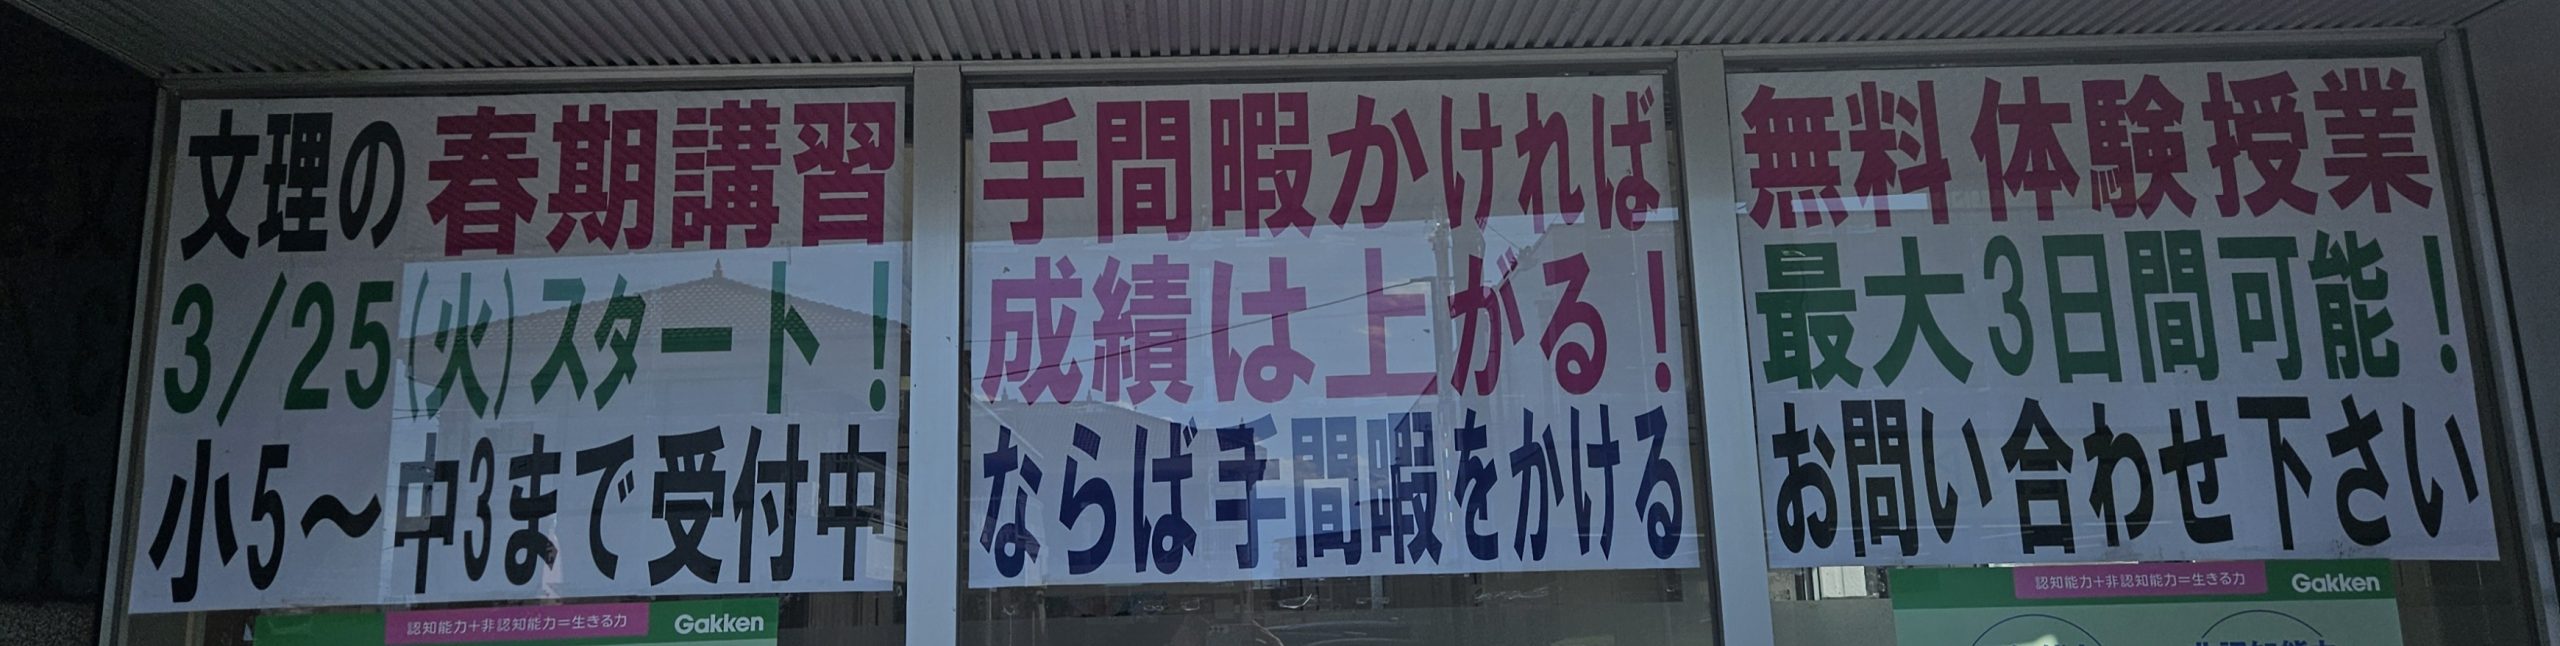 文理の春期講習
3/25(火)スタート!
小5〜中3まで受付中
手間暇かければ
成績は上がる!
ならば手間暇をかける
無料体験授業
最大3日間可能!
お問い合わせ下さい
認知能力+非認知能力=生きる力
Gakken
認知能力+非認知能力=生きる力
Gakken